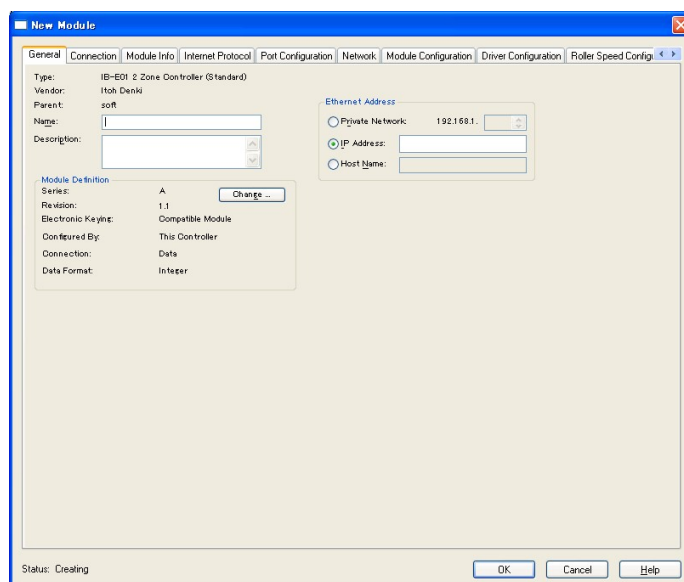 New Module
General Connection Module Info Internet Protocol Port Configuration Network Module Configuration Driver Configuration Roller Speed Configu
Type: IB-E01 2 Zone Controller (Standard)
Vendor: Itoh Denki
Parent: soft
Name:
Description:
Ethernet Address
Private Network: 192.168.1.
IP Address:
Host Name:
Module Definition
Series: A Change ...
Revision: 1.1
Electronic Keying: Compatible Module
Configured By: This Controller
Connection: Data
Data Format: Integer
Status: Creating OK Cancel Help